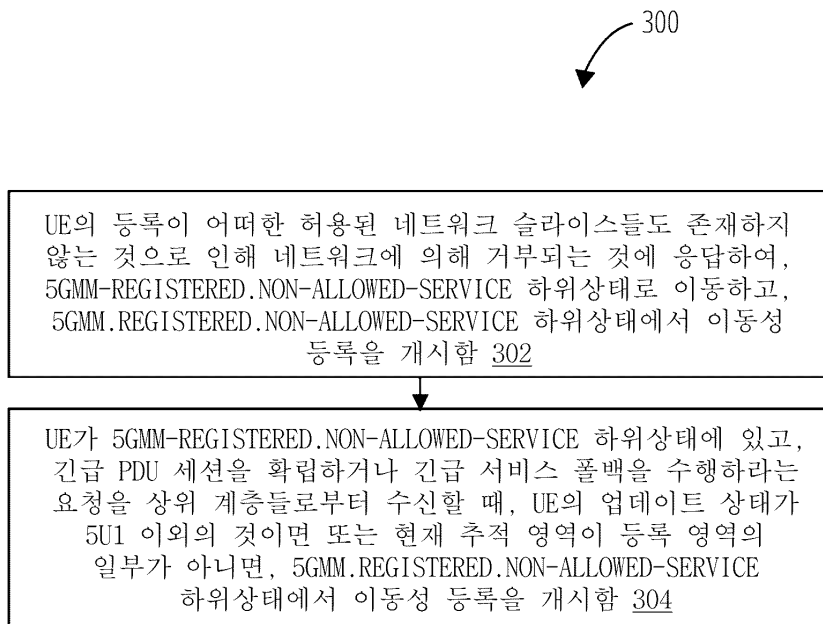 300
UE의 등록이 어떠한 허용된 네트워크 슬라이스들도 존재하지
않는 것으로 인해 네트워크에 의해 거부되는 것에 응답하여,
5GMM-REGISTERED.NON-ALLOWED-SERVICE 하위상태로 이동하고,
5GMM.REGISTERED.NON-ALLOWED-SERVICE 하위상태에서 이동성
등록을 개시함 302
UE가 5GMM-REGISTERED.NON-ALLOWED-SERVICE 하위상태에 있고,
긴급 PDU 세션을 확립하거나 긴급 서비스 폴백을 수행하라는
요청을 상위 계층들로부터 수신할 때, UE의 업데이트 상태가
5U1 이외의 것이면 또는 현재 추적 영역이 등록 영역의
일부가 아니면, 5GMM.REGISTERED.NON-ALLOWED-SERVICE
하위상태에서 이동성 등록을 개시함 304